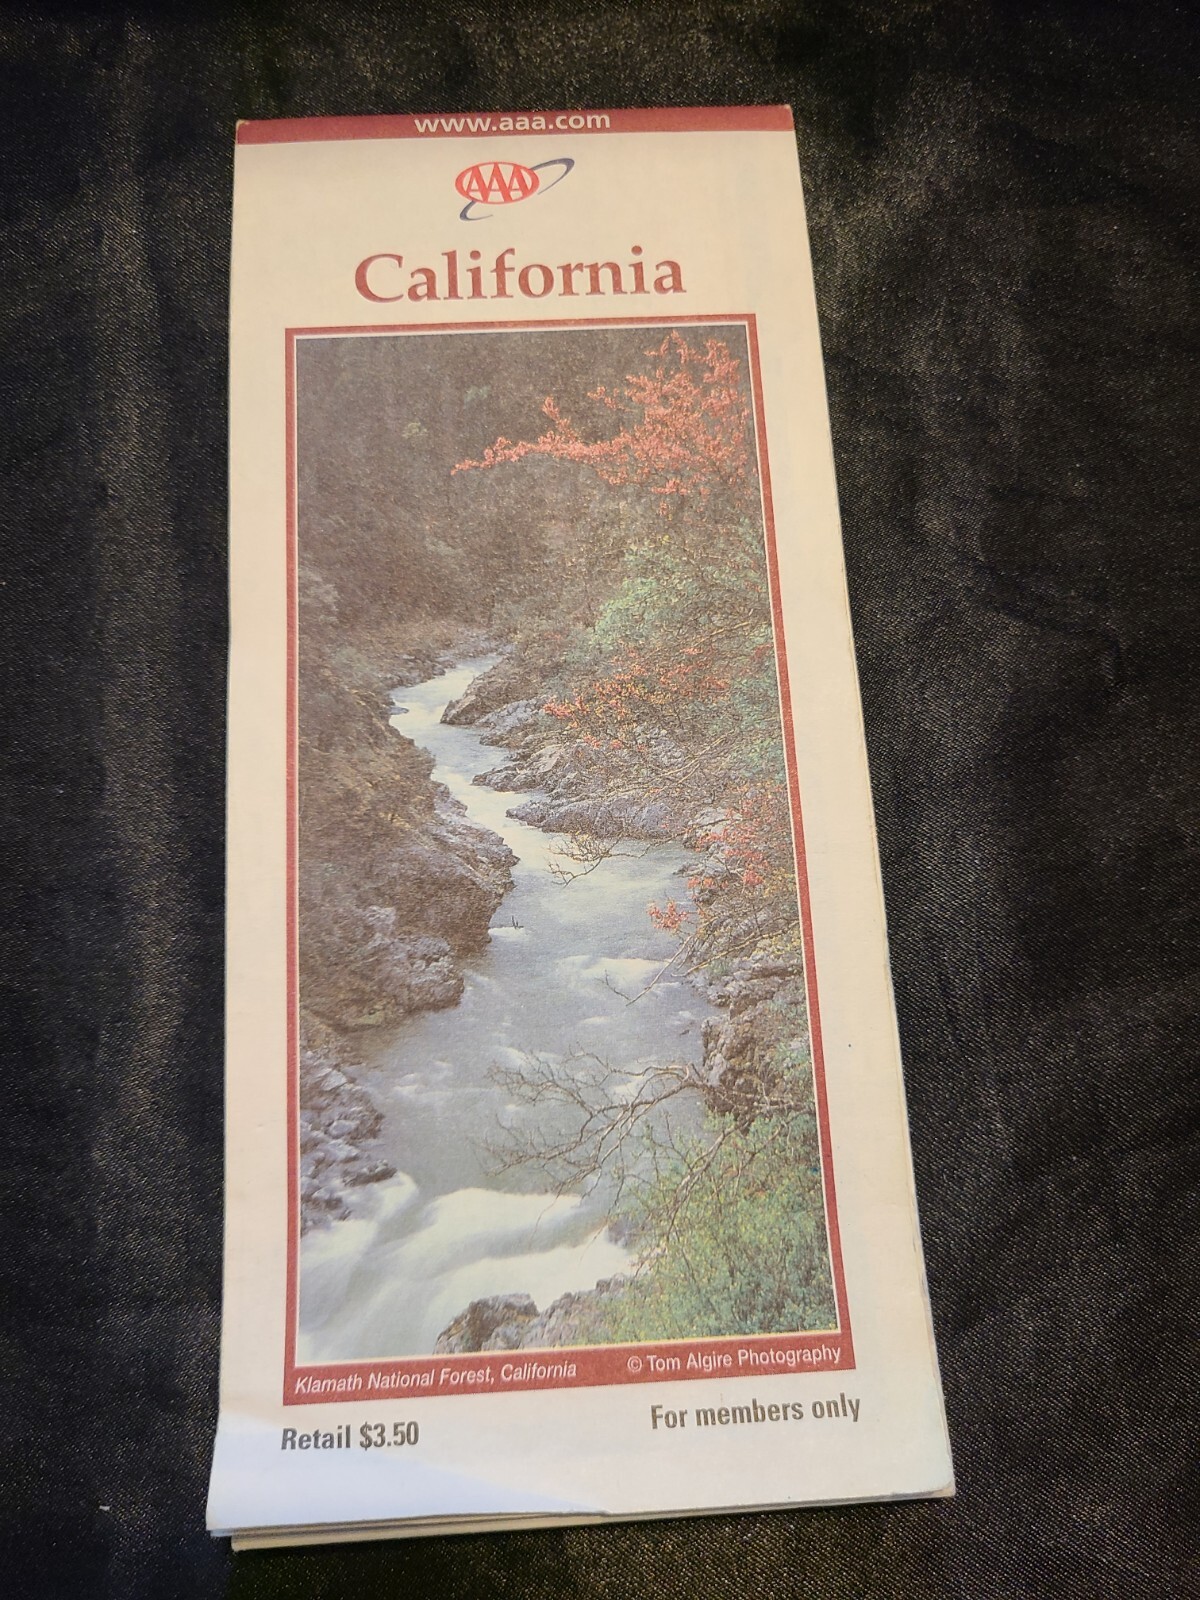 www.aaa.com
AAA
California
Klamath National Forest, California
© Tom Algire Photography
Retail $3.50
For members only